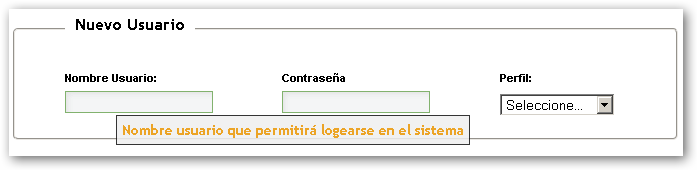 Nuevo Usuario
Nombre Usuario: Contraseña Perfil:
Seleccione...
Nombre usuario que permitirá logearse en el sistema